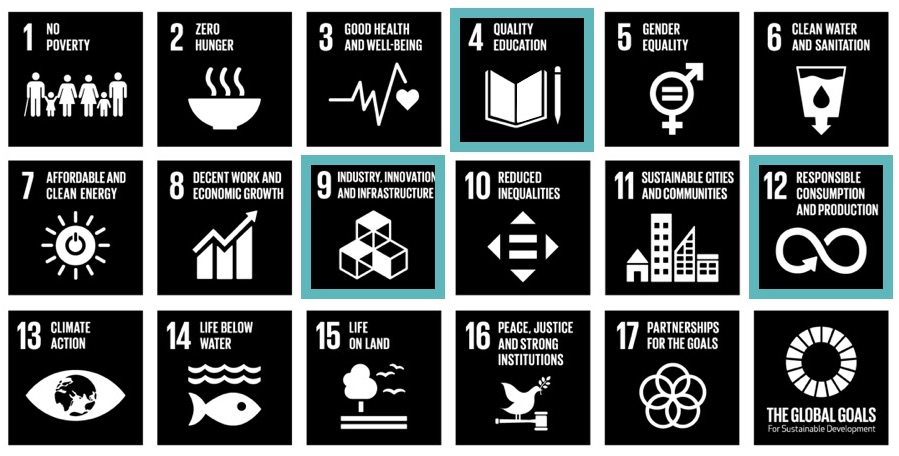 1 NO
POVERTY
2 ZERO
HUNGER
3 GOOD HEALTH
AND WELL-BEING
4 QUALITY
EDUCATION
5 GENDER
EQUALITY
6 CLEAN WATER
AND SANITATION
7 AFFORDABLE AND
CLEAN ENERGY
8 DECENT WORK AND
ECONOMIC GROWTH
9 INDUSTRY, INNOVATION
AND INFRASTRUCTURE
10 REDUCED
INEQUALITIES
11 SUSTAINABLE CITIES
AND COMMUNITIES
12 RESPONSIBLE
CONSUMPTION
AND PRODUCTION
13 CLIMATE
ACTION
14 LIFE BELOW
WATER
15 LIFE
ON LAND
16 PEACE, JUSTICE
AND STRONG
INSTITUTIONS
17 PARTNERSHIPS
FOR THE GOALS
THE GLOBAL GOALS
For Sustainable Development